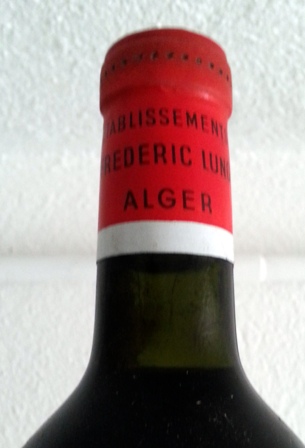 TABLISSEMENT
REDERIC LUN
ALGER